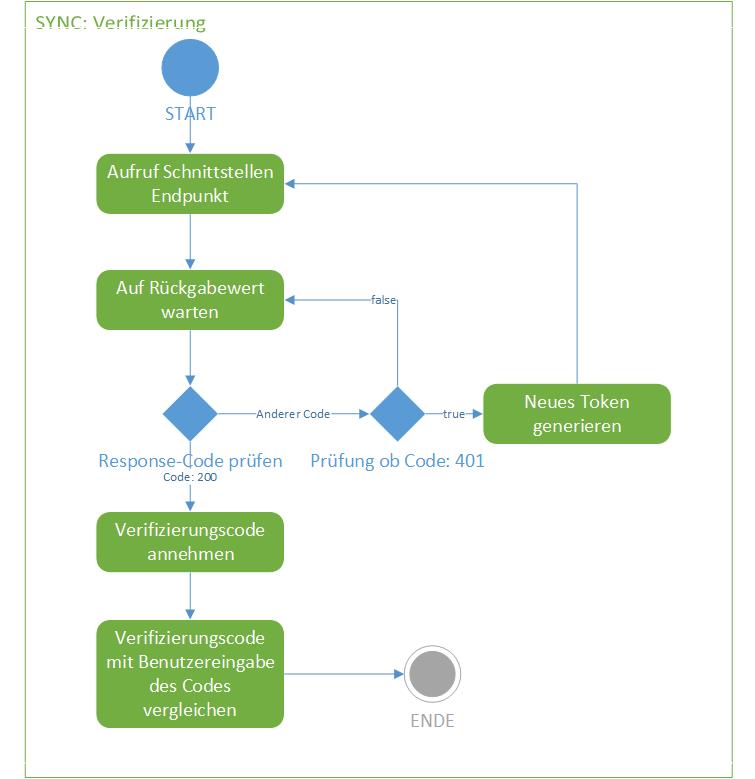 SYNC: Verifizierung
START
Aufruf Schnittstellen
Endpunkt
Auf Rückgabewert
warten
false
Anderer Code
true
Neues Token
generieren
Response-Code prüfen
Prüfung ob Code: 401
Code: 200
Verifizierungscode
annehmen
Verifizierungscode
mit Benutzereingabe
des Codes
vergleichen
ENDE